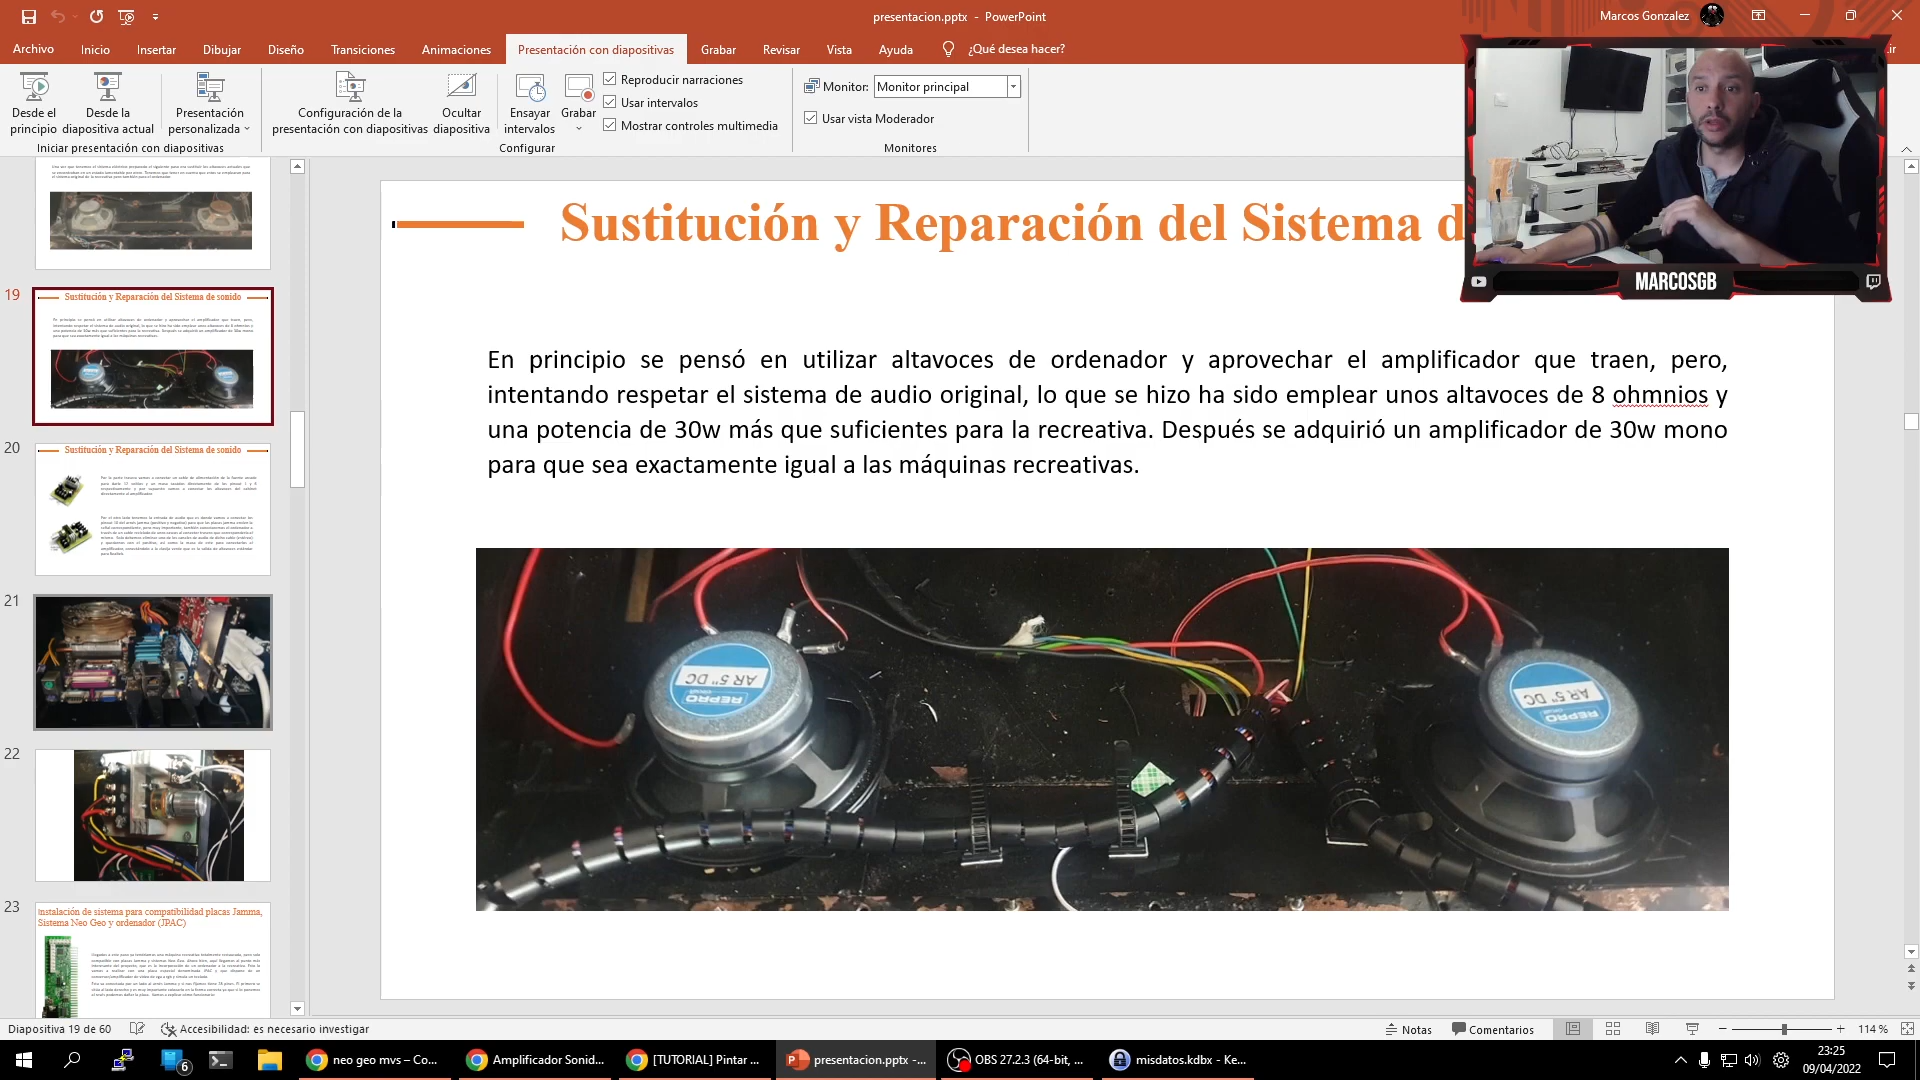 presentacion.pptx - PowerPoint
Marcos Gonzalez
Archivo Inicio Insertar Dibujar Diseño Transiciones Animaciones Presentación con diapositivas Grabar Revisar Vista Ayuda ¿Qué desea hacer?
Desde el principio
Desde la diapositiva actual
Presentación personalizada
Iniciar presentación con diapositivas
Configuración de la presentación con diapositivas
Ocultar diapositiva
Ensayar intervalos
Grabar
Reproducir narraciones
Usar intervalos
Mostrar controles multimedia
Configurar
Monitor: Monitor principal
Usar vista Moderador
Monitores
MARCOSGB
19
Sustitución y Reparación del Sistema de sonido
20
Sustitución y Reparación del Sistema de sonido
21
22
23
Instalación de sistema para compatibilidad placas Jamma,
Sistema Neo Geo y ordenador (JPAC)
Sustitución y Reparación del Sistema d
En principio se pensó en utilizar altavoces de ordenador y aprovechar el amplificador que traen, pero,
intentando respetar el sistema de audio original, lo que se hizo ha sido emplear unos altavoces de 8 ohmnios y
una potencia de 30w más que suficientes para la recreativa. Después se adquirió un amplificador de 30w mono
para que sea exactamente igual a las máquinas recreativas.
AR 5" DC
REPRO
AR 5" DC
REPRO
Diapositiva 19 de 60 Accesibilidad: es necesario investigar Notas Comentarios 114 %
6 neo geo mvs – Co... Amplificador Sonid... [TUTORIAL] Pintar ... presentacion.pptx -... OBS 27.2.3 (64-bit, ... misdatos.kdbx - Ke...
23:25
09/04/2022